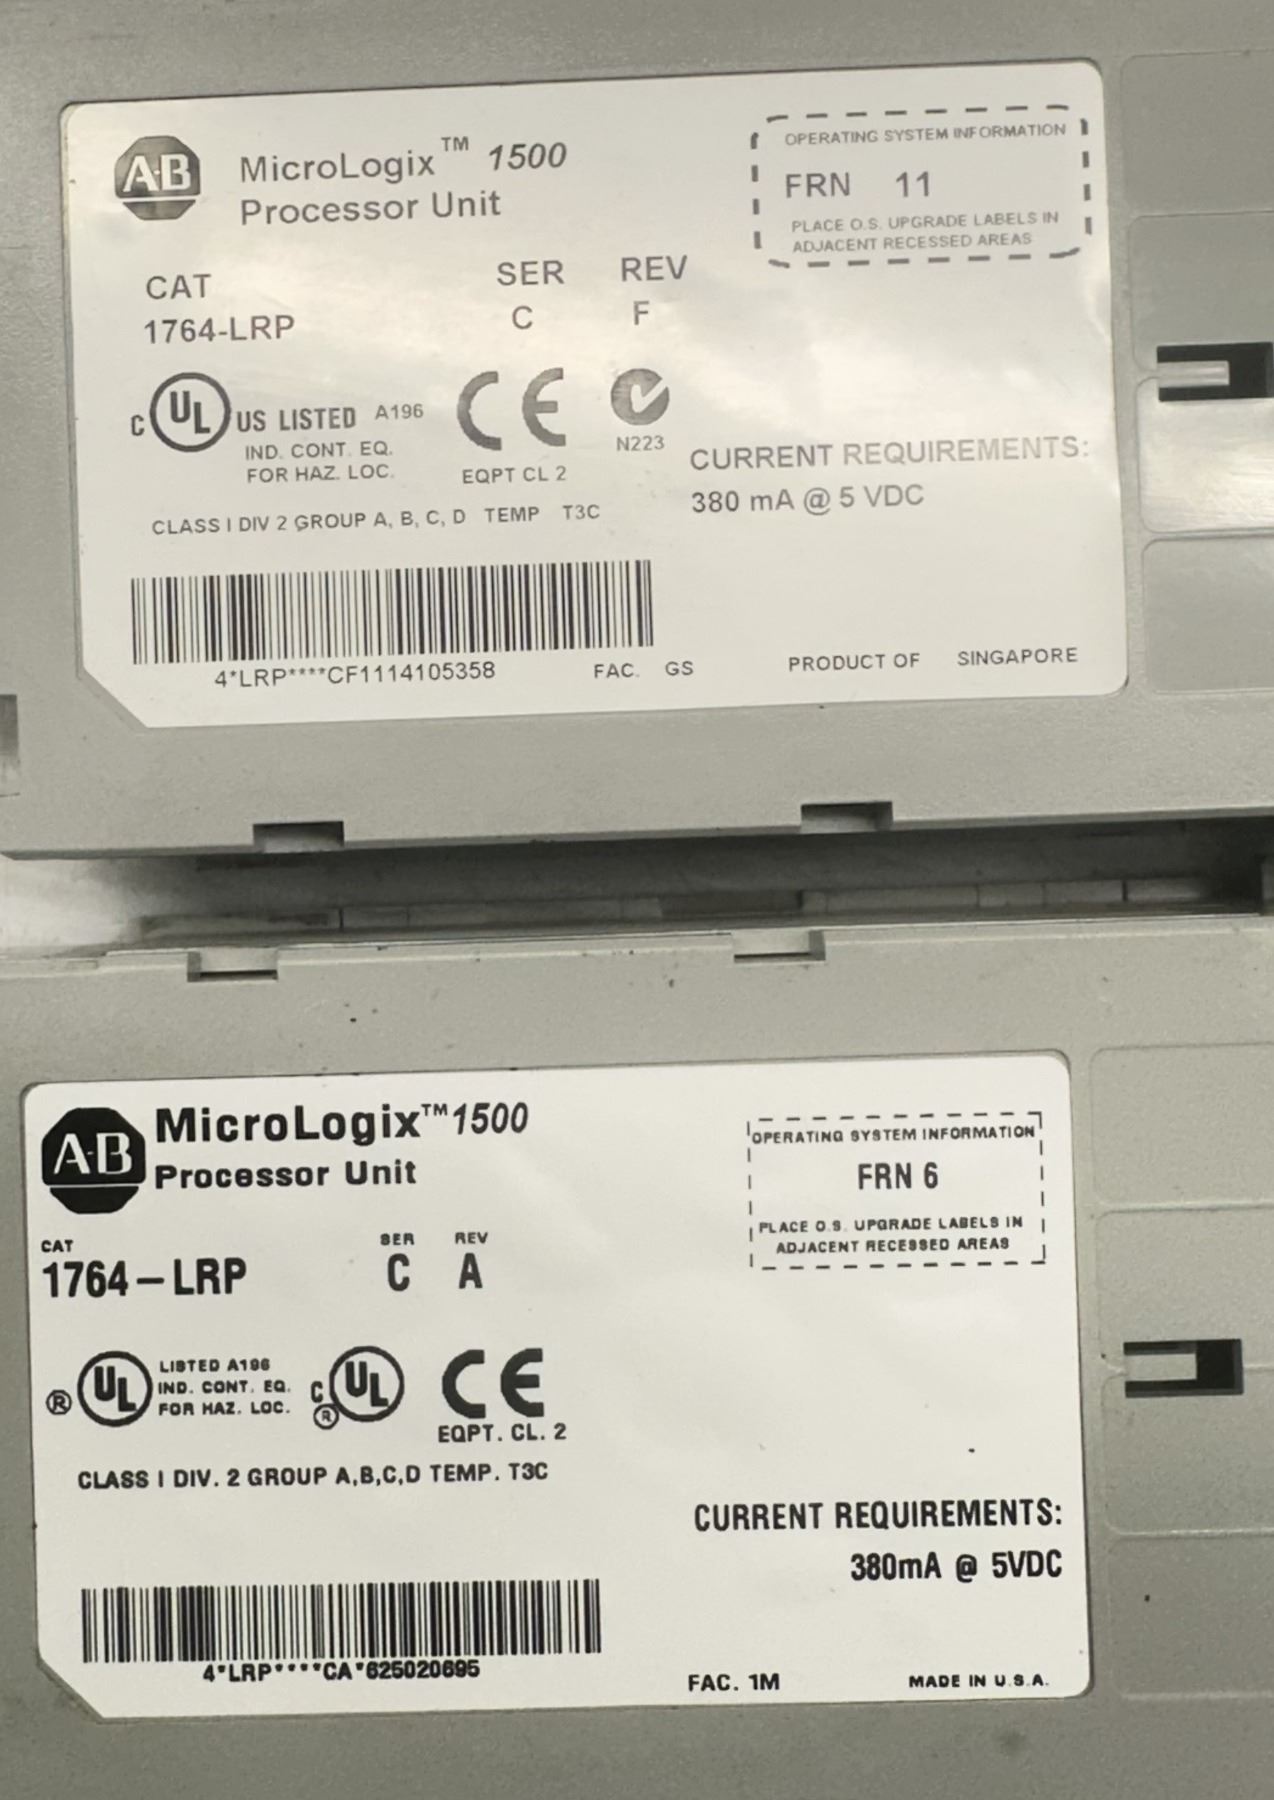 A·B MicroLogix™ 1500
Processor Unit
OPERATING SYSTEM INFORMATION
FRN 11
PLACE O.S. UPGRADE LABELS IN
ADJACENT RECESSED AREAS
CAT SER REV
1764-LRP C F
C UL US LISTED A196
IND. CONT. EQ.
FOR HAZ. LOC.
CE
EQPT CL 2
N223
CURRENT REQUIREMENTS:
380 mA @ 5 VDC
CLASS I DIV 2 GROUP A, B, C, D TEMP T3C
4*LRP****CF1114105358 FAC. GS PRODUCT OF SINGAPORE
A·B MicroLogix™1500
Processor Unit
OPERATING SYSTEM INFORMATION
FRN 6
PLACE O.S. UPGRADE LABELS IN
ADJACENT RECESSED AREAS
CAT SER REV
1764–LRP C A
® UL LISTED A196
IND. CONT. EQ.
FOR HAZ. LOC.
C UL ®
CE
EQPT. CL. 2
CLASS I DIV. 2 GROUP A,B,C,D TEMP. T3C
CURRENT REQUIREMENTS:
380mA @ 5VDC
4*LRP****CA*625020695 FAC. 1M MADE IN U.S.A.